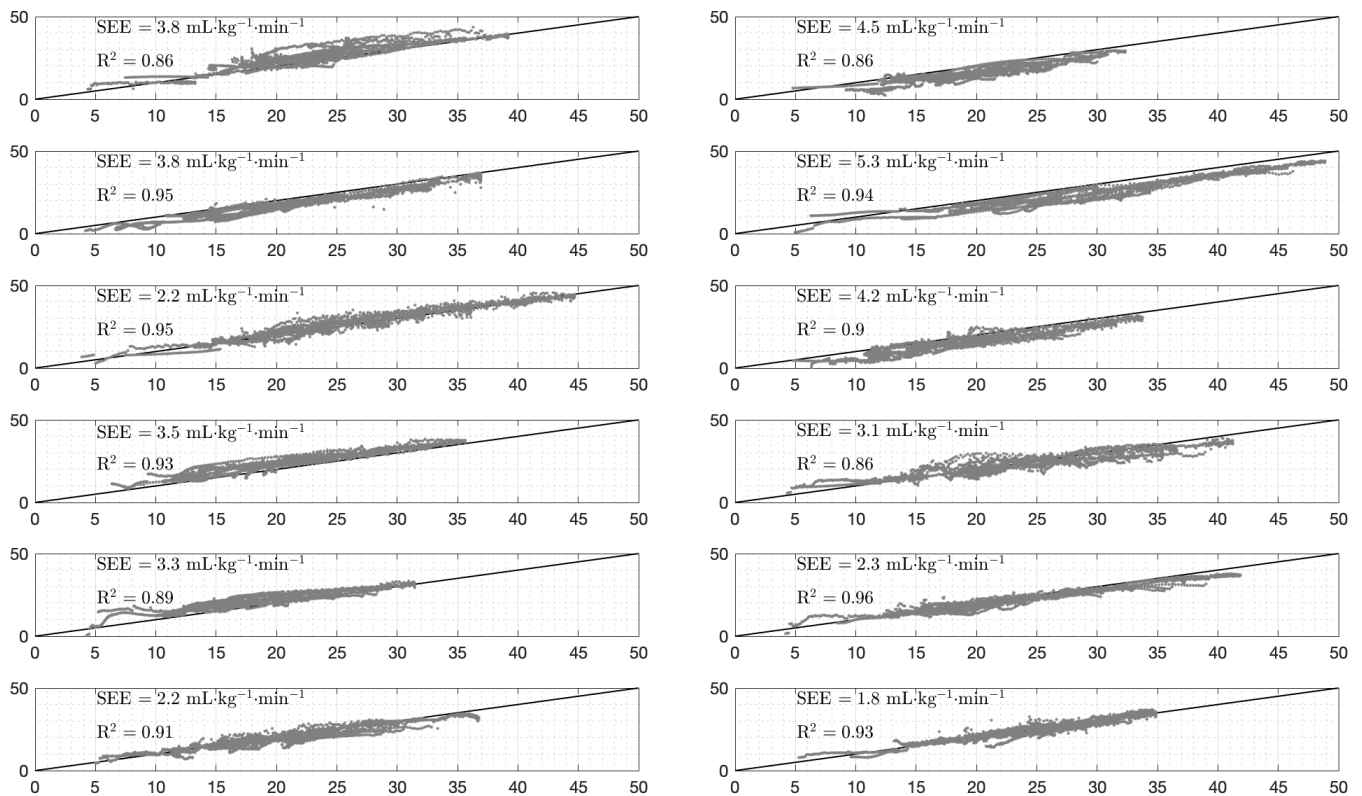 50
SEE = 3.8 mL·kg⁻¹·min⁻¹
R² = 0.86
0
0 5 10 15 20 25 30 35 40 45 50
50
SEE = 4.5 mL·kg⁻¹·min⁻¹
R² = 0.86
0
0 5 10 15 20 25 30 35 40 45 50
50
SEE = 3.8 mL·kg⁻¹·min⁻¹
R² = 0.95
0
0 5 10 15 20 25 30 35 40 45 50
50
SEE = 5.3 mL·kg⁻¹·min⁻¹
R² = 0.94
0
0 5 10 15 20 25 30 35 40 45 50
50
SEE = 2.2 mL·kg⁻¹·min⁻¹
R² = 0.95
0
0 5 10 15 20 25 30 35 40 45 50
50
SEE = 4.2 mL·kg⁻¹·min⁻¹
R² = 0.9
0
0 5 10 15 20 25 30 35 40 45 50
50
SEE = 3.5 mL·kg⁻¹·min⁻¹
R² = 0.93
0
0 5 10 15 20 25 30 35 40 45 50
50
SEE = 3.1 mL·kg⁻¹·min⁻¹
R² = 0.86
0
0 5 10 15 20 25 30 35 40 45 50
50
SEE = 3.3 mL·kg⁻¹·min⁻¹
R² = 0.89
0
0 5 10 15 20 25 30 35 40 45 50
50
SEE = 2.3 mL·kg⁻¹·min⁻¹
R² = 0.96
0
0 5 10 15 20 25 30 35 40 45 50
50
SEE = 2.2 mL·kg⁻¹·min⁻¹
R² = 0.91
0
0 5 10 15 20 25 30 35 40 45 50
50
SEE = 1.8 mL·kg⁻¹·min⁻¹
R² = 0.93
0
0 5 10 15 20 25 30 35 40 45 50